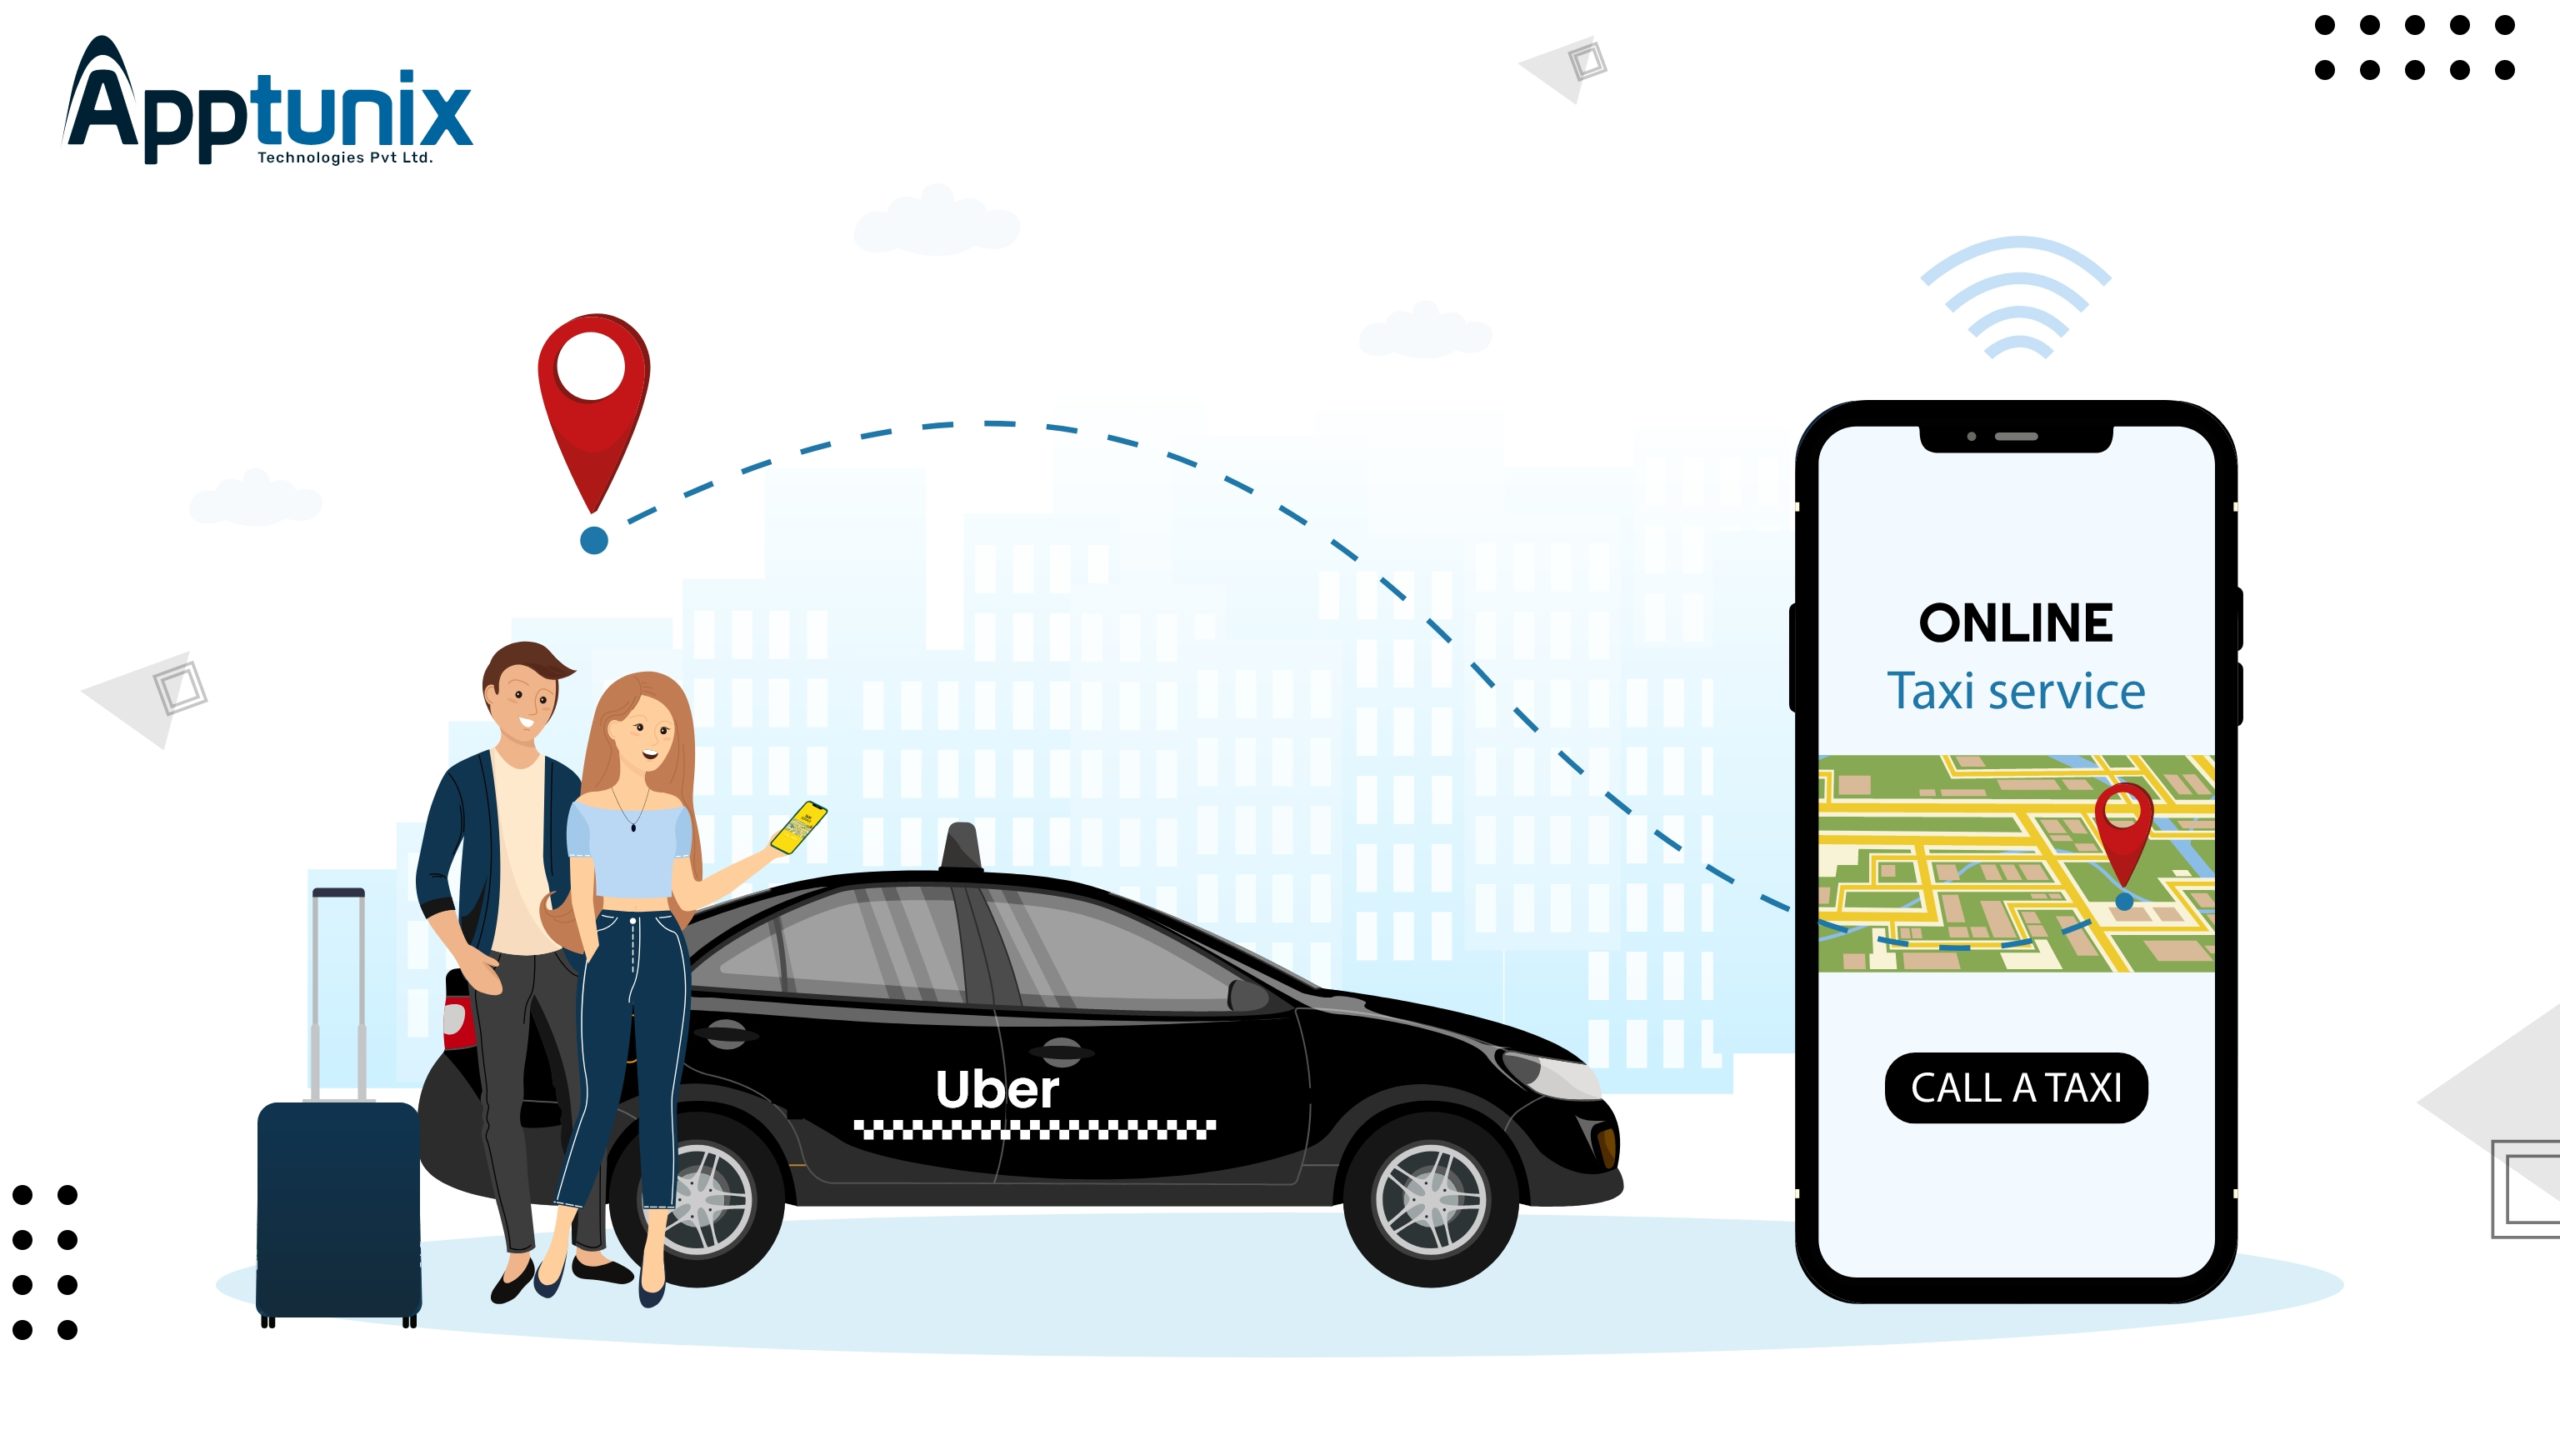 Apptunix
Technologies Pvt Ltd.
ONLINE
Taxi service
CALL A TAXI
Uber